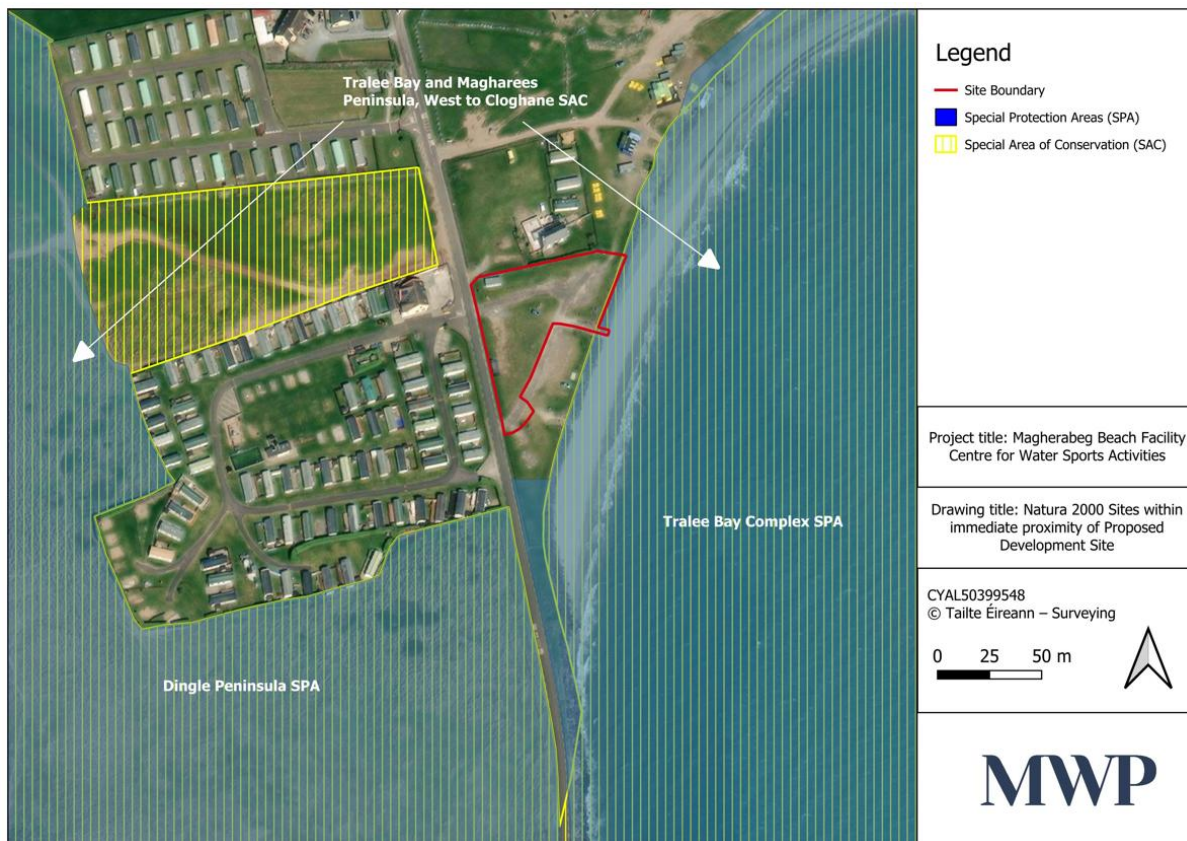 Tralee Bay and Magharees
Peninsula, West to Cloghane SAC
Tralee Bay Complex SPA
Dingle Peninsula SPA
Legend
Site Boundary
Special Protection Areas (SPA)
Special Area of Conservation (SAC)
Project title: Magherabeg Beach Facility
Centre for Water Sports Activities
Drawing title: Natura 2000 Sites within
immediate proximity of Proposed
Development Site
CYAL50399548
© Tailte Éireann – Surveying
0 25 50 m
MWP